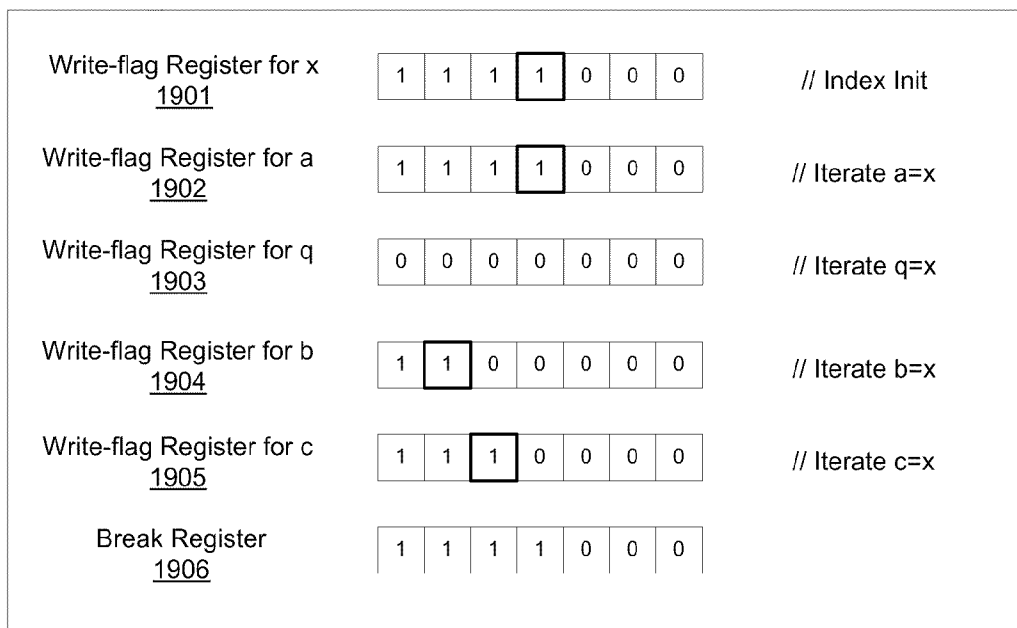 Write-flag Register for x
1901
1 1 1 1 0 0 0
// Index Init
Write-flag Register for a
1902
1 1 1 1 0 0 0
// Iterate a=x
Write-flag Register for q
1903
0 0 0 0 0 0 0
// Iterate q=x
Write-flag Register for b
1904
1 1 0 0 0 0 0
// Iterate b=x
Write-flag Register for c
1905
1 1 1 0 0 0 0
// Iterate c=x
Break Register
1906
1 1 1 1 0 0 0